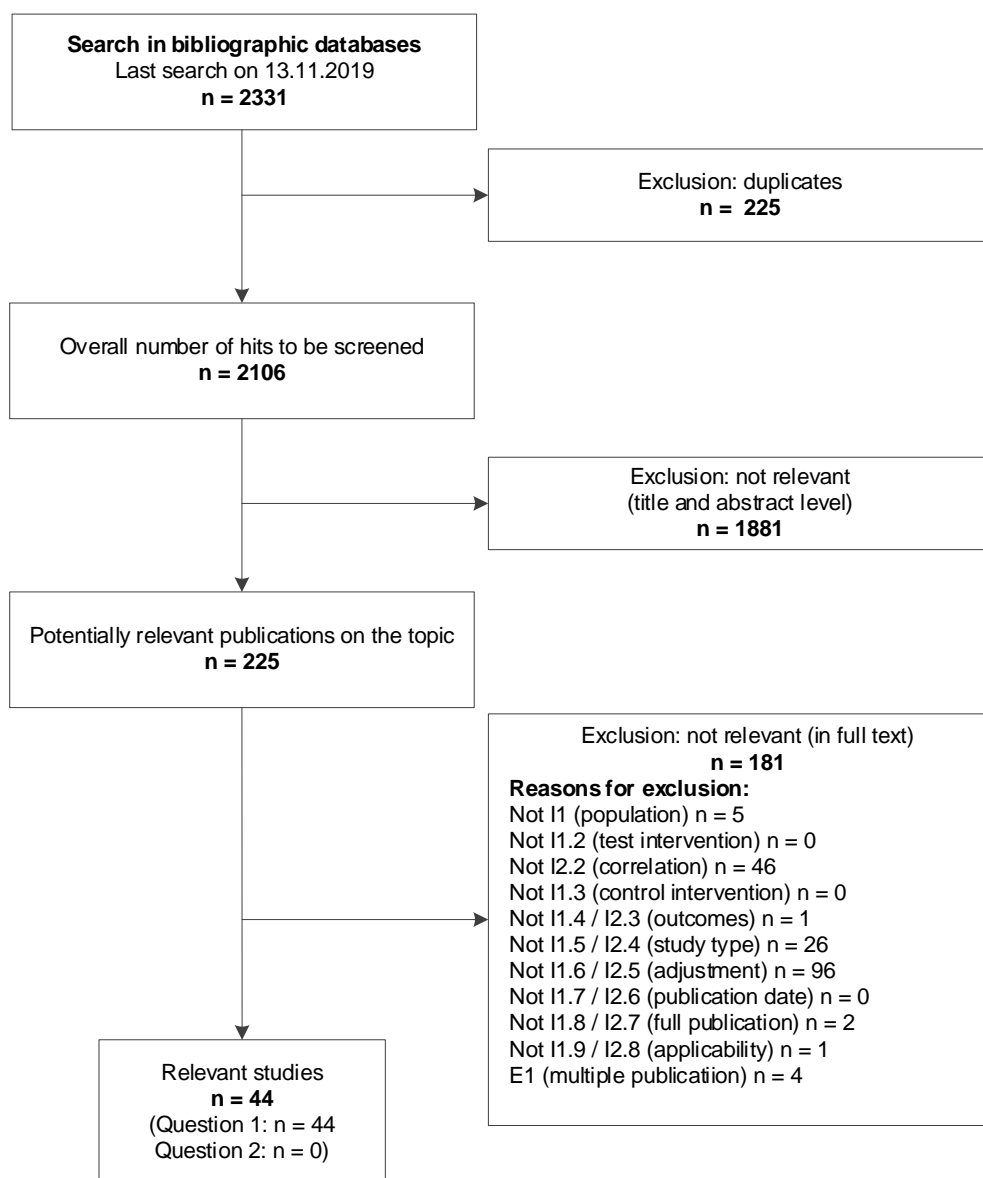 Search in bibliographic databases
Last search on 13.11.2019
n = 2331
Exclusion: duplicates
n = 225
Overall number of hits to be screened
n = 2106
Exclusion: not relevant
(title and abstract level)
n = 1881
Potentially relevant publications on the topic
n = 225
Exclusion: not relevant (in full text)
n = 181
Reasons for exclusion:
Not I1 (population) n = 5
Not I1.2 (test intervention) n = 0
Not I2.2 (correlation) n = 46
Not I1.3 (control intervention) n = 0
Not I1.4 / I2.3 (outcomes) n = 1
Not I1.5 / I2.4 (study type) n = 26
Not I1.6 / I2.5 (adjustment) n = 96
Not I1.7 / I2.6 (publication date) n = 0
Not I1.8 / I2.7 (full publication) n = 2
Not I1.9 / I2.8 (applicability) n = 1
E1 (multiple publicatiion) n = 4
Relevant studies
n = 44
(Question 1: n = 44
Question 2: n = 0)